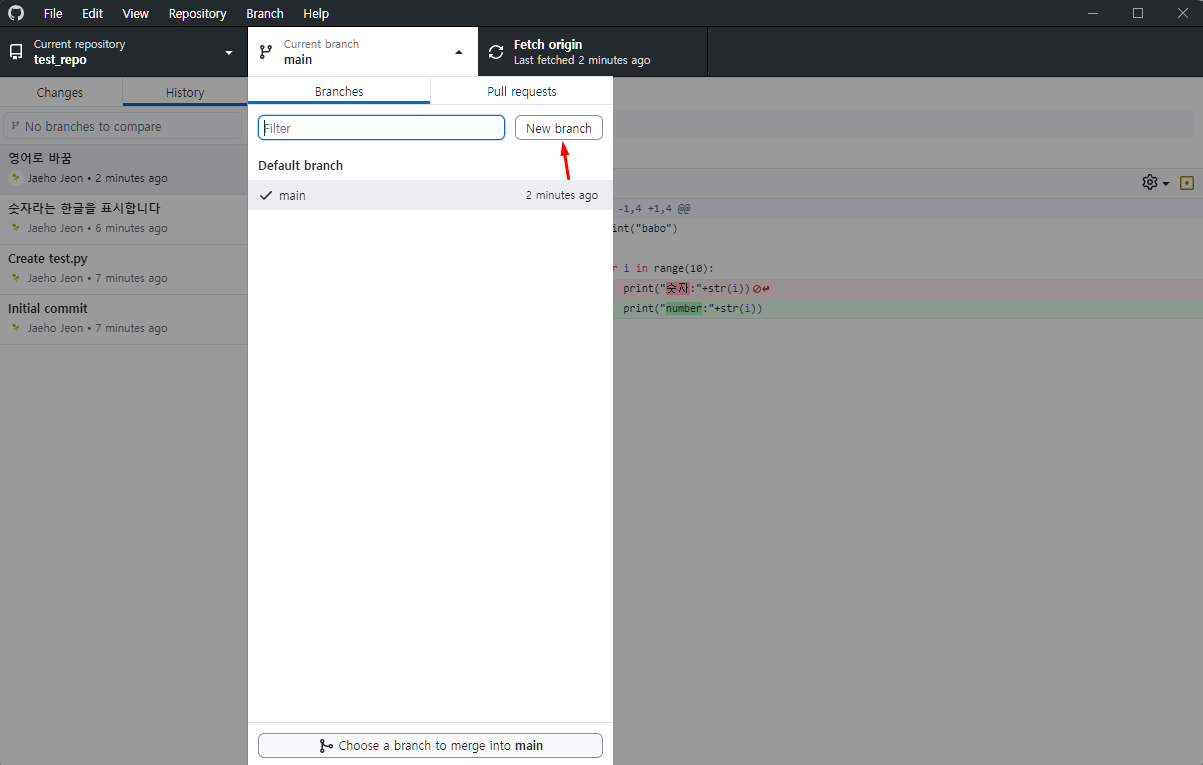 File Edit View Repository Branch Help
Current repository
test_repo
Current branch
main
Fetch origin
Last fetched 2 minutes ago
Changes History
Branches Pull requests
No branches to compare
Filter
New branch
영어로 바꿈
Jaeho Jeon • 2 minutes ago
숫자라는 한글을 표시합니다
Jaeho Jeon • 6 minutes ago
Create test.py
Jaeho Jeon • 7 minutes ago
Initial commit
Jaeho Jeon • 7 minutes ago
Default branch
main 2 minutes ago
-1,4 +1,4 @@
int("babo")
r i in range(10):
print("숫자:"+str(i))
print("number:"+str(i))
Choose a branch to merge into main